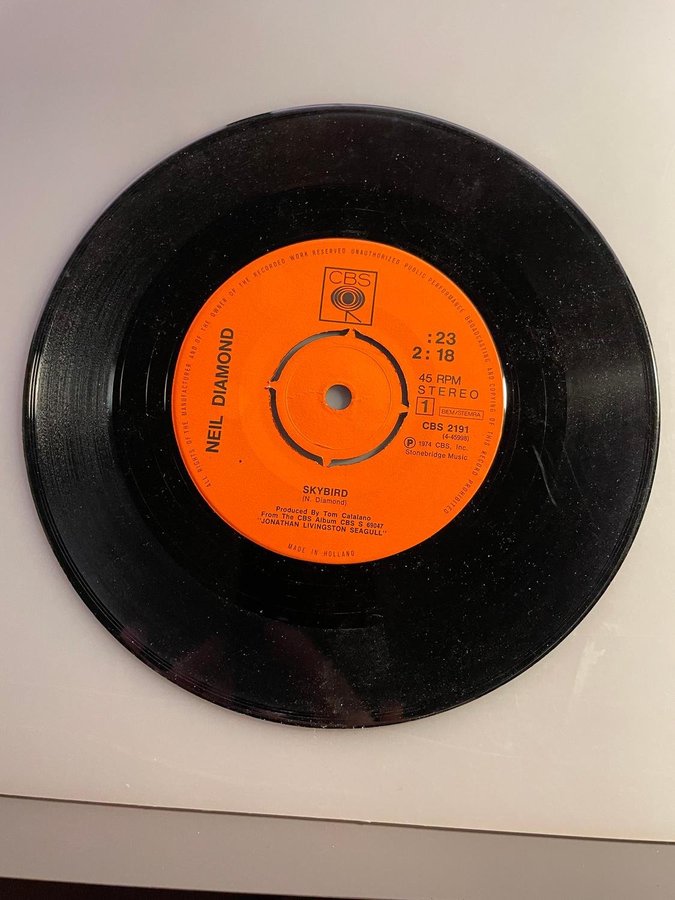 ALL RIGHTS OF THE MANUFACTURER AND OF THE OWNER OF THE RECORDED WORK RESERVED UNAUTHORIZED PUBLIC PERFORMANCE BROADCASTING AND COPYING OF THIS RECORD PROHIBITED
CBS
NEIL DIAMOND
:23
2:18
45 RPM
STEREO
1 BIEM/STEMRA
CBS 2191
(4-45998)
Ⓟ 1974 CBS, Inc.
Stonebridge Music
SKYBIRD
(N. Diamond)
Produced By Tom Catalano
From The CBS Album CBS S 69047
"JONATHAN LIVINGSTON SEAGULL"
MADE IN HOLLAND